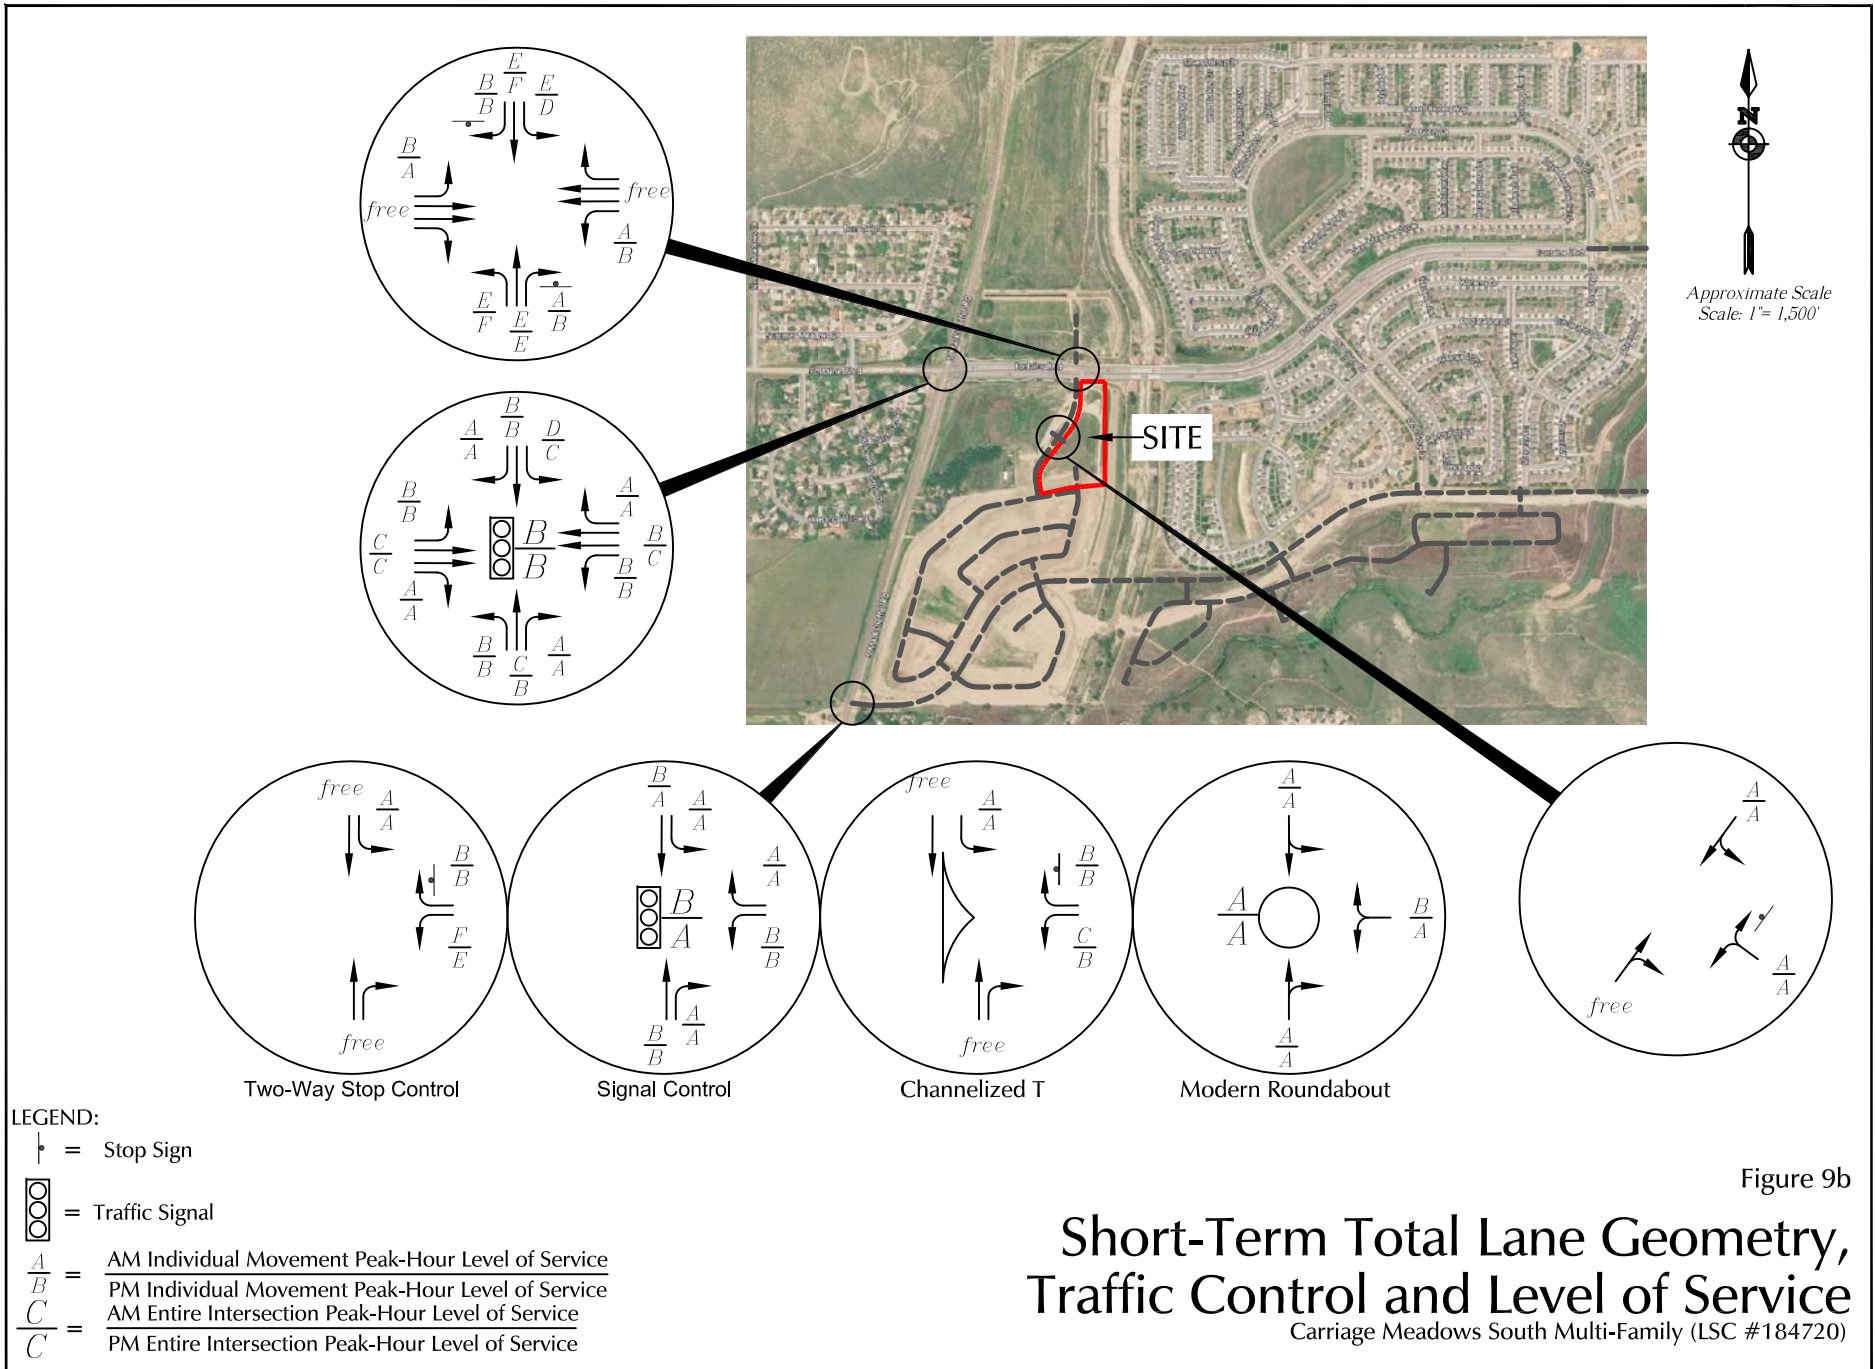 E
F
B
B
E
D
B
A
free
free
A
B
E
F
E
E
A
B
B
B
A
A
D
C
B
B
A
A
C
C
B
B
B
C
A
A
B
B
B
B
C
B
A
A
N
Approximate Scale
Scale: 1"= 1,500'
SITE
free
A
A
B
B
F
E
free
Two-Way Stop Control
B
A
A
A
A
A
B
A
B
B
B
B
A
A
Signal Control
free
A
A
B
B
C
B
free
Channelized T
A
A
A
A
B
A
A
A
Modern Roundabout
A
A
A
A
free
LEGEND:
= Stop Sign
= Traffic Signal
A
B
=
AM Individual Movement Peak-Hour Level of Service
PM Individual Movement Peak-Hour Level of Service
C
C
=
AM Entire Intersection Peak-Hour Level of Service
PM Entire Intersection Peak-Hour Level of Service
Figure 9b
Short-Term Total Lane Geometry,
Traffic Control and Level of Service
Carriage Meadows South Multi-Family (LSC #184720)